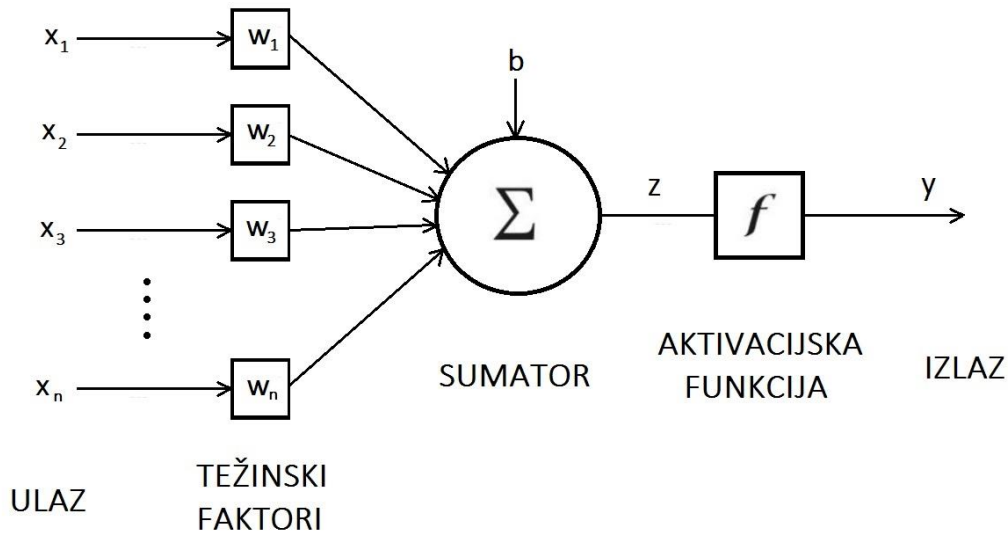 x₁
w₁
b
x₂
w₂
Σ
z
f
y
x₃
w₃
xₙ
wₙ
SUMATOR
AKTIVACIJSKA
FUNKCIJA
IZLAZ
ULAZ
TEŽINSKI
FAKTORI